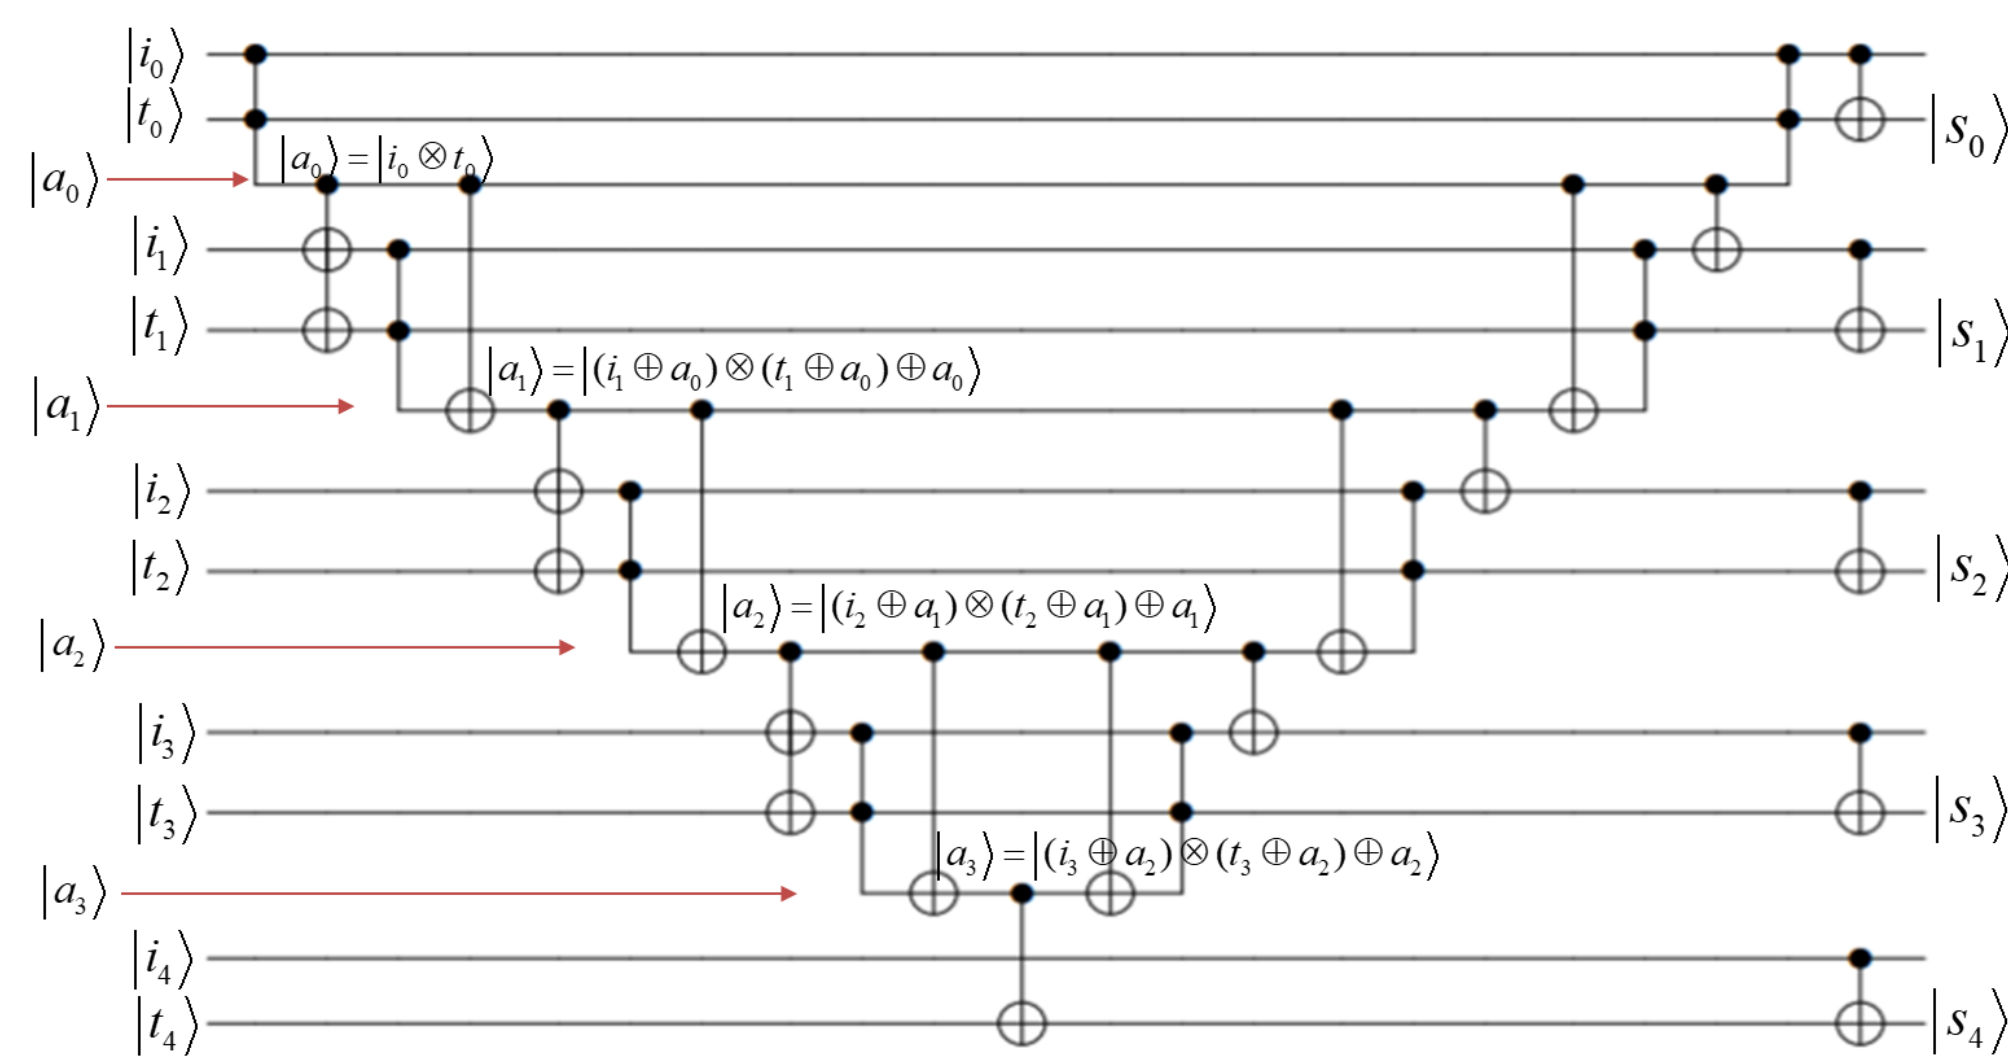 |i₀⟩
|t₀⟩ |s₀⟩
|a₀⟩ |a₀⟩=|i₀⊗t₀⟩
|i₁⟩
|t₁⟩ |s₁⟩
|a₁⟩ |a₁⟩=|(i₁⊕a₀)⊗(t₁⊕a₀)⊕a₀⟩
|i₂⟩
|t₂⟩ |s₂⟩
|a₂⟩ |a₂⟩=|(i₂⊕a₁)⊗(t₂⊕a₁)⊕a₁⟩
|i₃⟩
|t₃⟩ |s₃⟩
|a₃⟩ |a₃⟩=|(i₃⊕a₂)⊗(t₃⊕a₂)⊕a₂⟩
|i₄⟩
|t₄⟩ |s₄⟩